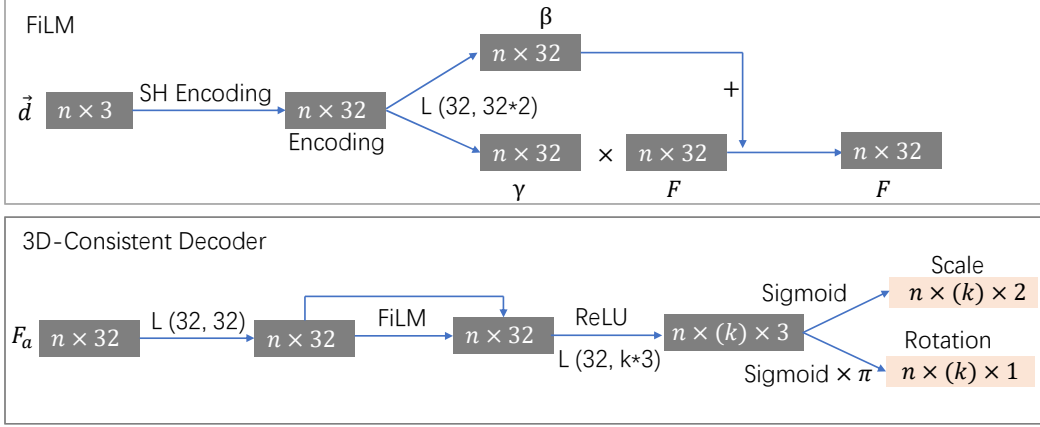 FiLM
β
n × 32
SH Encoding
+
d⃗ n × 3
n × 32
L (32, 32*2)
Encoding
n × 32 × n × 32
n × 32
γ
F
F
3D-Consistent Decoder
Scale
Sigmoid
n × (k) × 2
L (32, 32)
FiLM
ReLU
Fₐ n × 32
n × 32
n × 32
n × (k) × 3
Rotation
L (32, k*3)
Sigmoid × π
n × (k) × 1